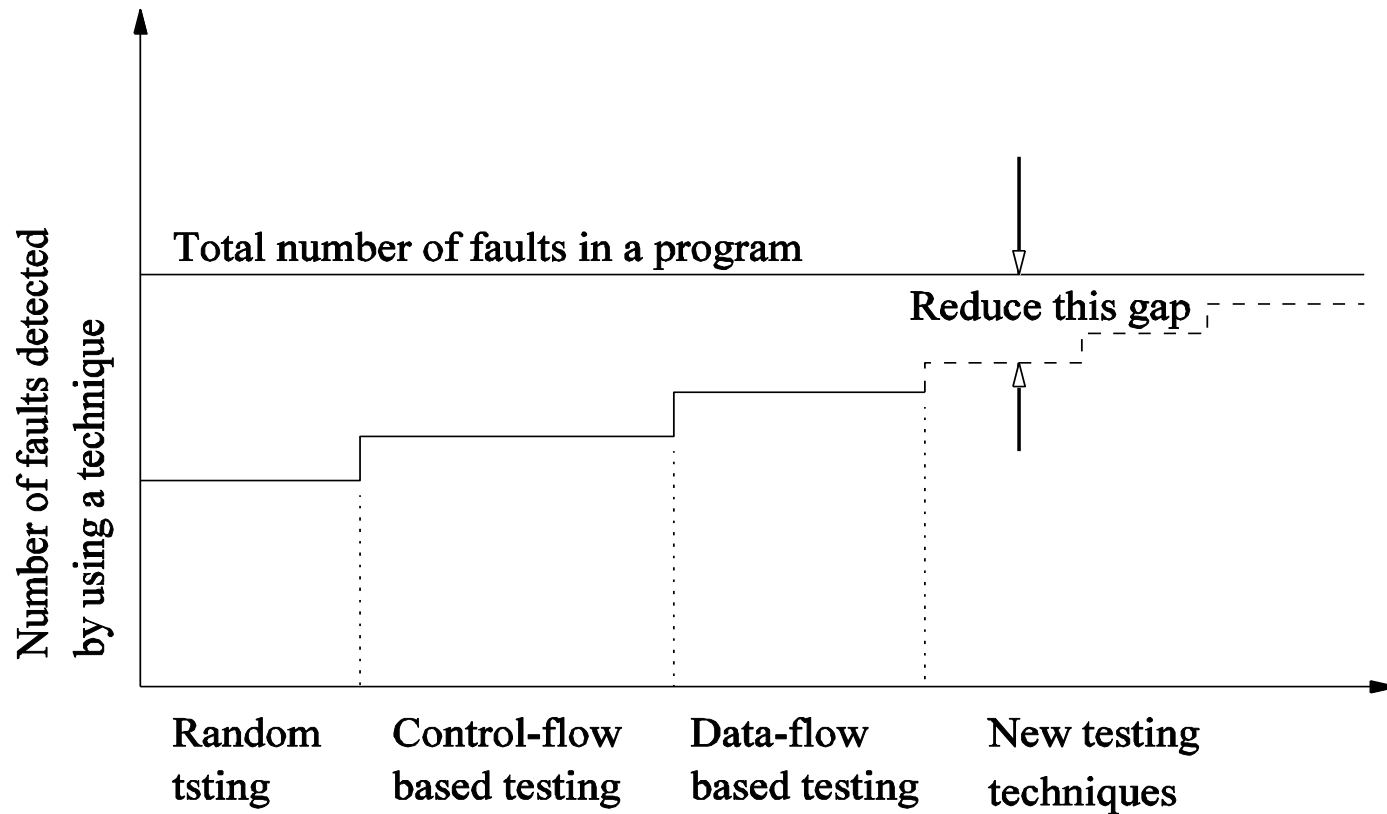 Number of faults detected
by using a technique
Total number of faults in a program
Reduce this gap
Random
tsting
Control-flow
based testing
Data-flow
based testing
New testing
techniques